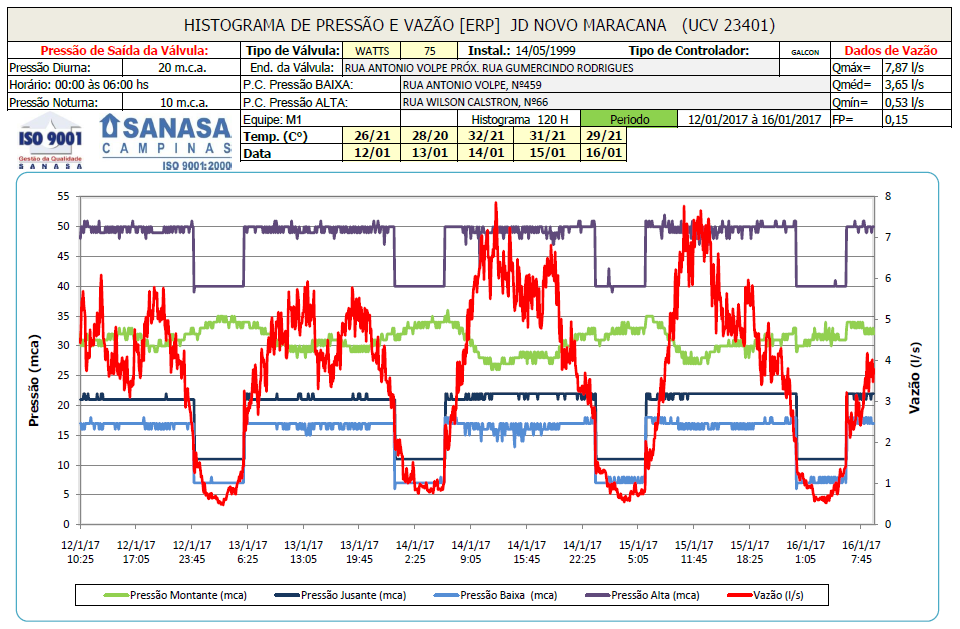 HISTOGRAMA DE PRESSÃO E VAZÃO [ERP] JD NOVO MARACANA (UCV 23401)
Pressão de Saída da Válvula: Tipo de Válvula: WATTS 75 Instal.: 14/05/1999 Tipo do Controlador: GALCON Dados de Vazão
Pressão Diurna: 20 m.c.a. End. da Válvula: RUA ANTONIO VOLPE PRÓX. RUA GUMERCINDO RODRIGUES Qmáx= 7,87 l/s
Horário: 00:00 às 06:00 hs P.C. Pressão BAIXA: RUA ANTONIO VOLPE, Nº459 Qméd= 3,65 l/s
Pressão Noturna: 10 m.c.a. P.C. Pressão ALTA: RUA WILSON CALSTRON, Nº66 Qmín= 0,53 l/s
Equipe: M1 Histograma 120 H Periodo 12/01/2017 à 16/01/2017 FP= 0,15
Temp. (C°) 26/21 28/20 32/21 31/21 29/21
Data 12/01 13/01 14/01 15/01 16/01
ISO 9001
Gestão da Qualidade
S A N A S A
SANASA
CAMPINAS
ISO 9001:2000
Pressão (mca)
55
50
45
40
35
30
25
20
15
10
5
0
8
7
6
5
4
3
2
1
0
Vazão (l/s)
12/1/17 12/1/17 12/1/17 13/1/17 13/1/17 13/1/17 14/1/17 14/1/17 14/1/17 14/1/17 15/1/17 15/1/17 15/1/17 16/1/17 16/1/17
10:25 17:05 23:45 6:25 13:05 19:45 2:25 9:05 15:45 22:25 5:05 11:45 18:25 1:05 7:45
Pressão Montante (mca) Pressão Jusante (mca) Pressão Baixa (mca) Pressão Alta (mca) Vazão (l/s)